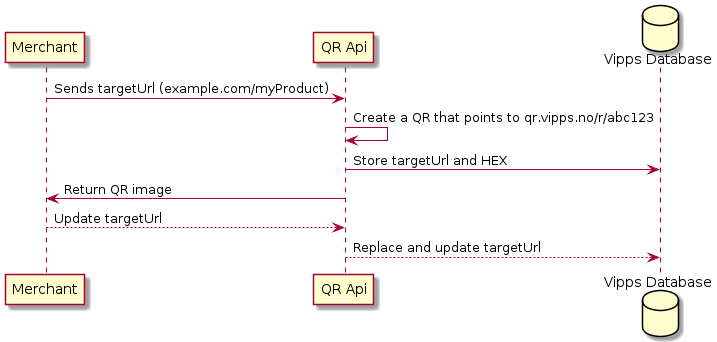 Merchant
QR Api
Vipps Database
Sends targetUrl (example.com/myProduct)
Create a QR that points to qr.vipps.no/r/abc123
Store targetUrl and HEX
Return QR image
Update targetUrl
Replace and update targetUrl
Merchant
QR Api
Vipps Database